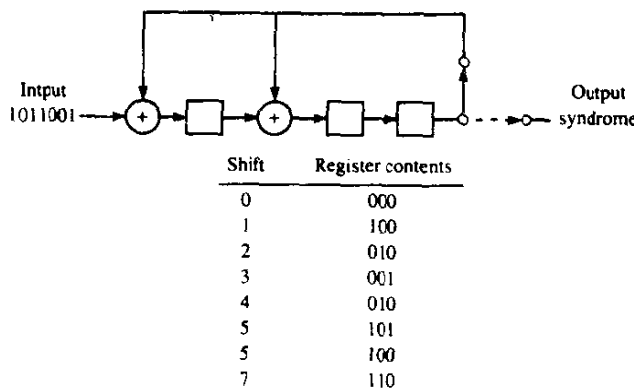 Intput
1011001
+
+
Output
syndrome
Shift Register contents
0 000
1 100
2 010
3 001
4 010
5 101
5 100
7 110